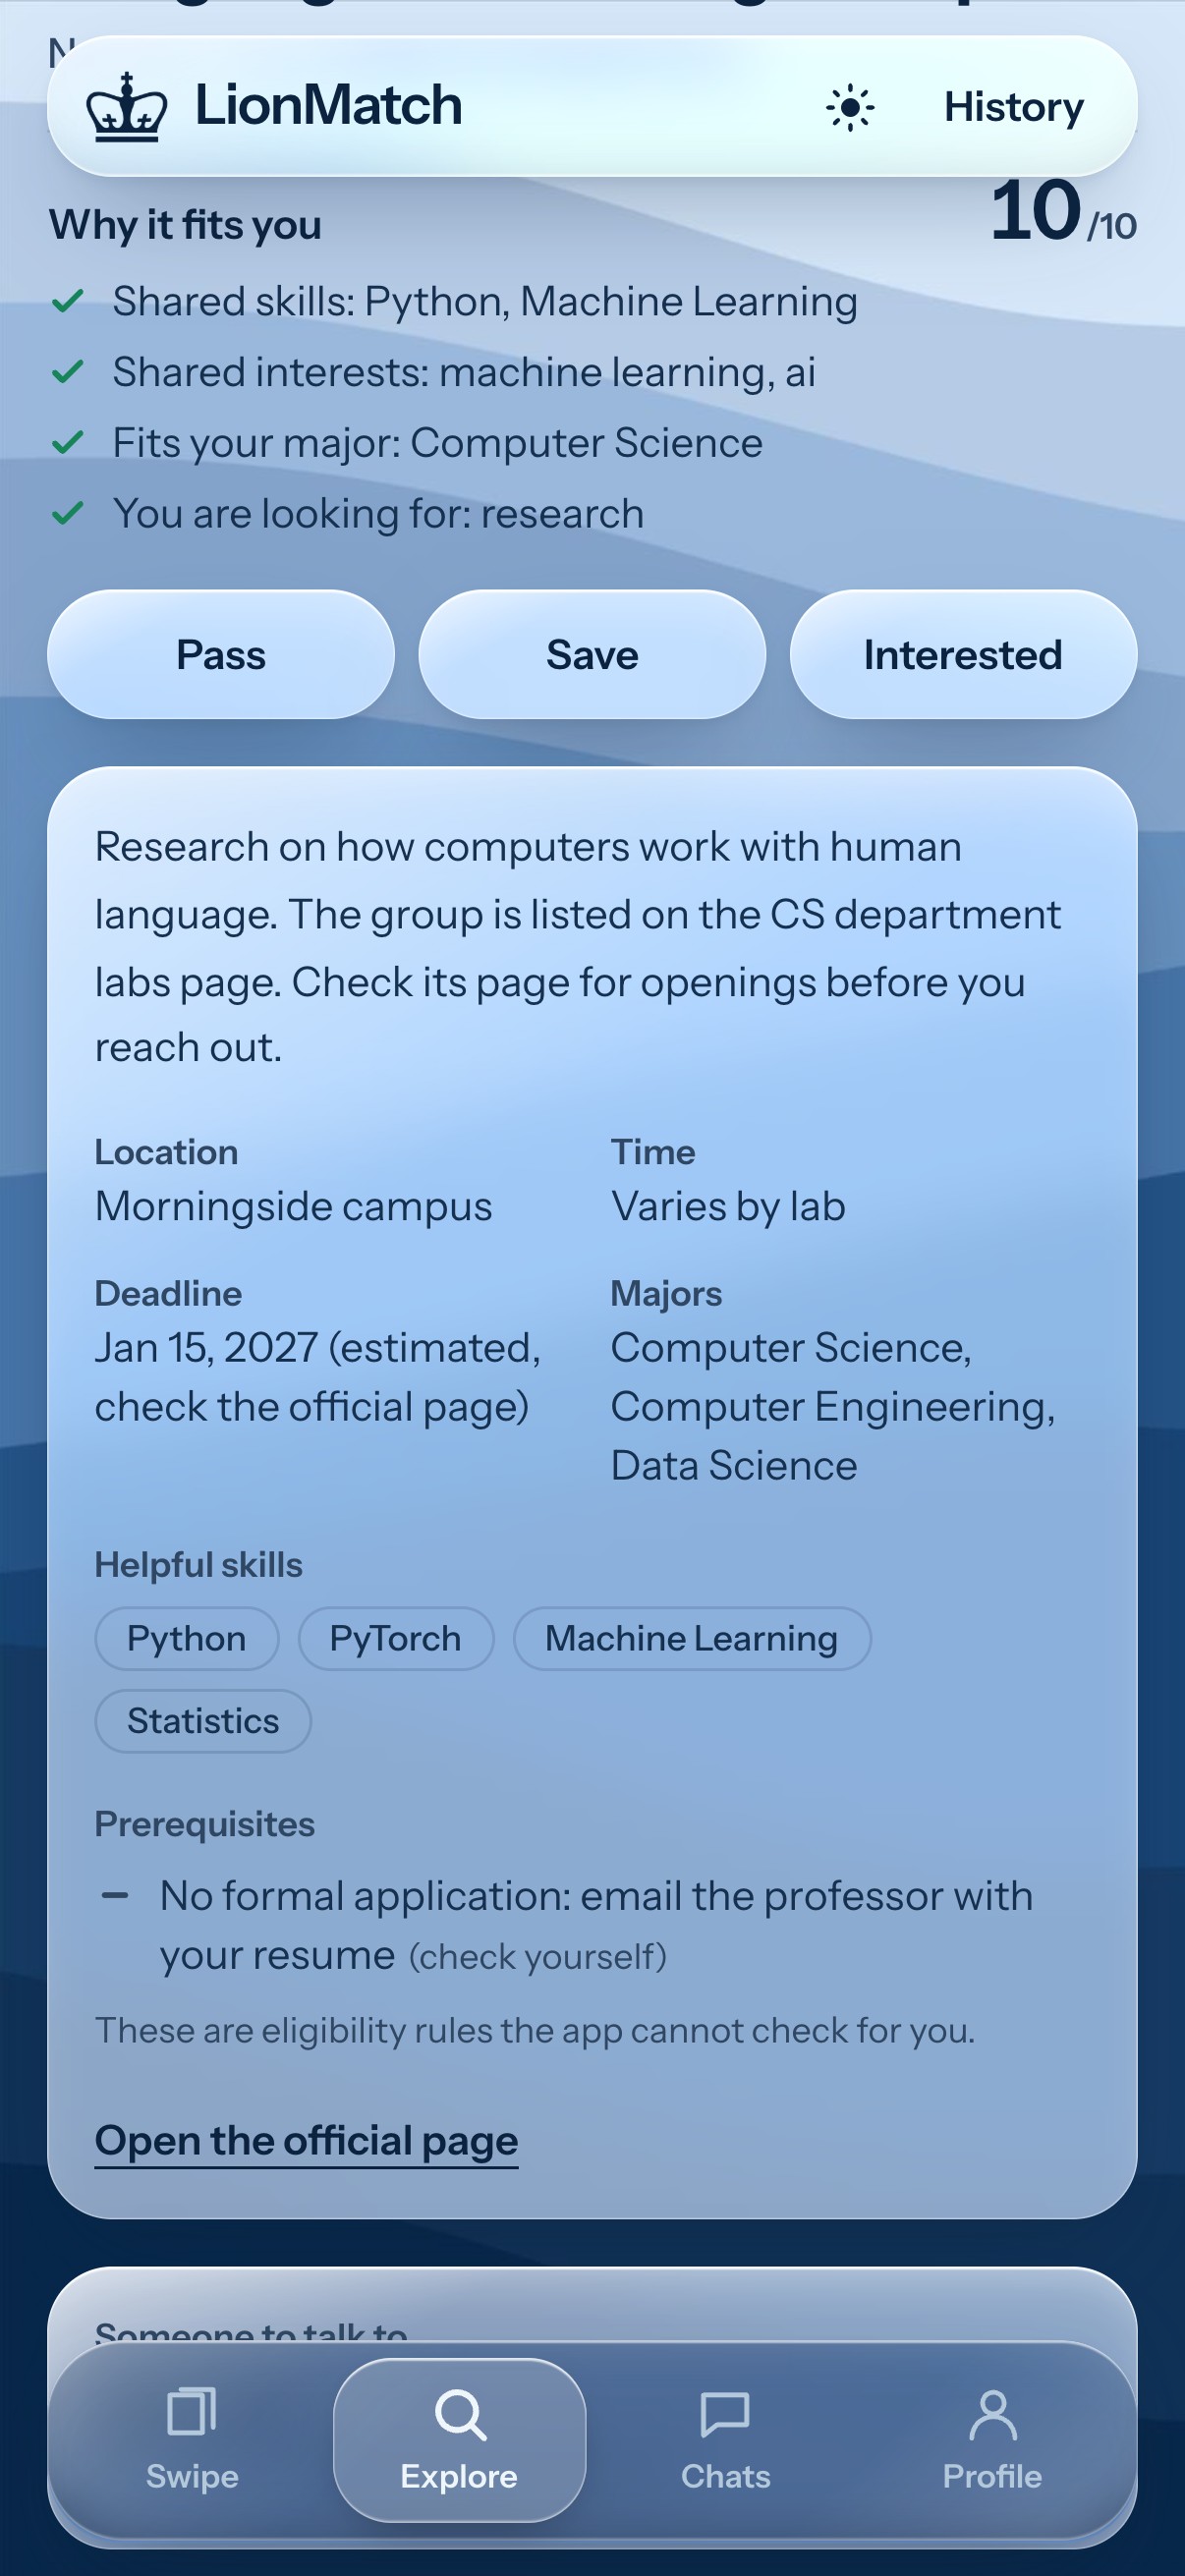 LionMatch
History
Why it fits you
10/10
Shared skills: Python, Machine Learning
Shared interests: machine learning, ai
Fits your major: Computer Science
You are looking for: research
Pass
Save
Interested
Research on how computers work with human
language. The group is listed on the CS department
labs page. Check its page for openings before you
reach out.
Location
Morningside campus
Time
Varies by lab
Deadline
Jan 15, 2027 (estimated,
check the official page)
Majors
Computer Science,
Computer Engineering,
Data Science
Helpful skills
Python
PyTorch
Machine Learning
Statistics
Prerequisites
No formal application: email the professor with
your resume (check yourself)
These are eligibility rules the app cannot check for you.
Open the official page
Someone to talk to
Swipe
Explore
Chats
Profile